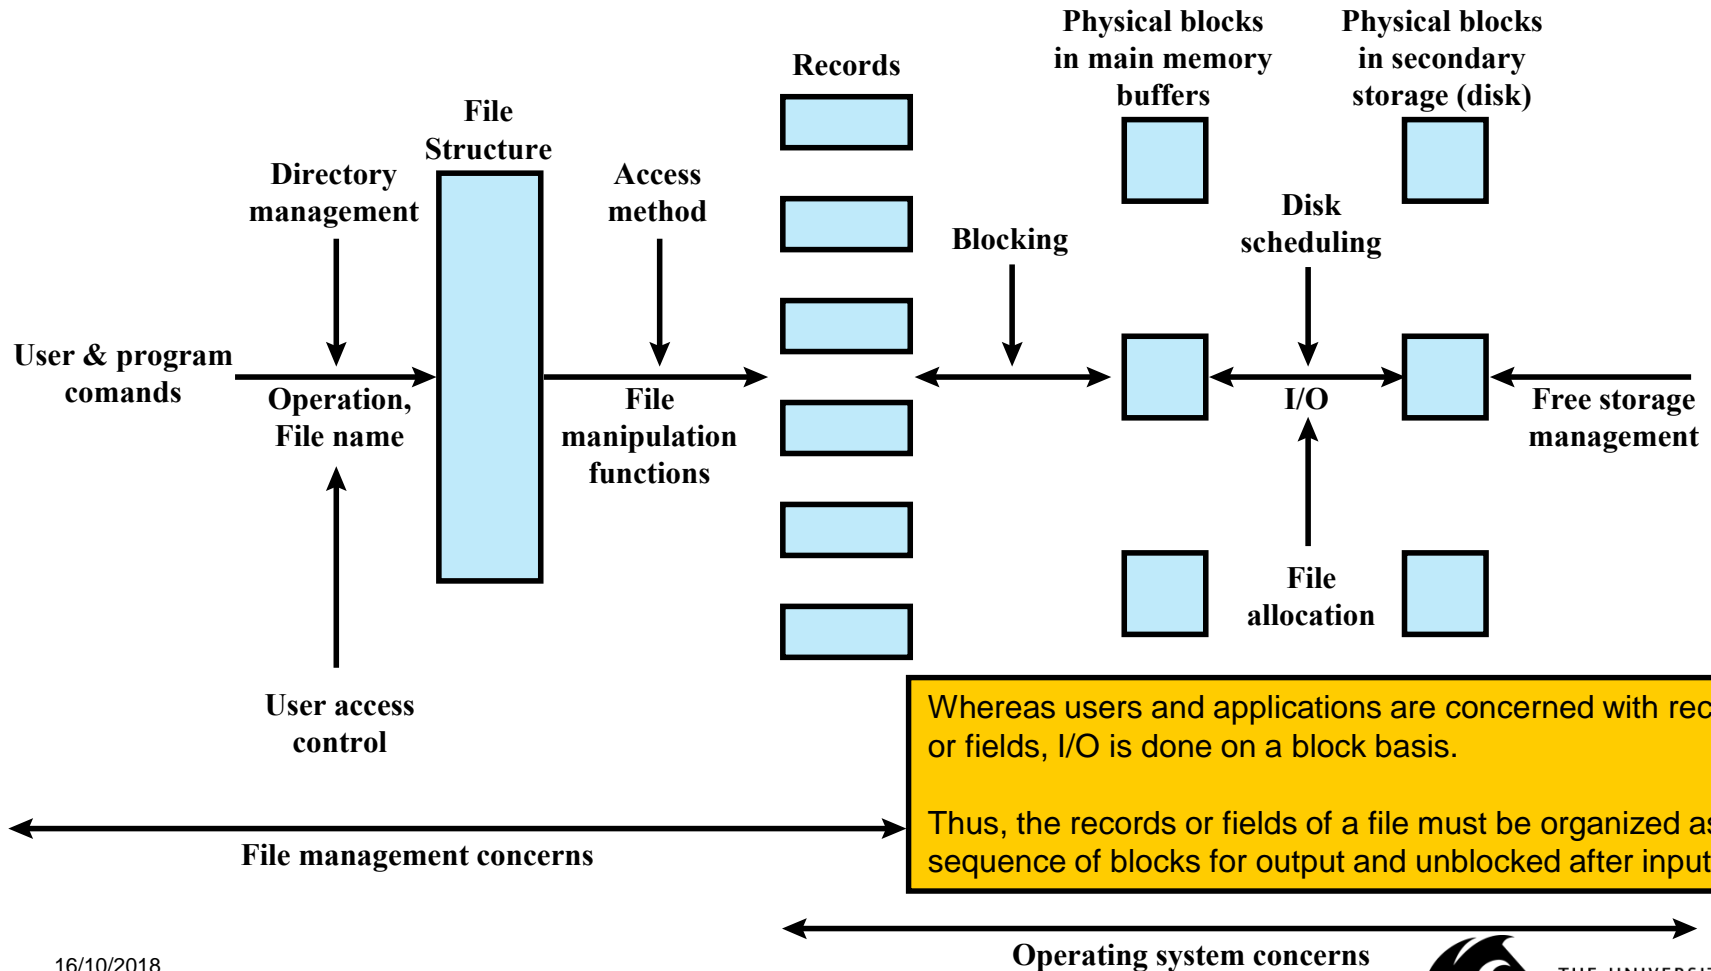 Physical blocks
in main memory
buffers
Physical blocks
in secondary
storage (disk)
Records
File
Structure
Directory
management
Access
method
Blocking
Disk
scheduling
User & program
comands
Operation,
File name
File
manipulation
functions
I/O
Free storage
management
File
allocation
User access
control
Whereas users and applications are concerned with rec
or fields, I/O is done on a block basis.
Thus, the records or fields of a file must be organized as
sequence of blocks for output and unblocked after input
File management concerns
Operating system concerns
16/10/2018
THE UNIVERSIT